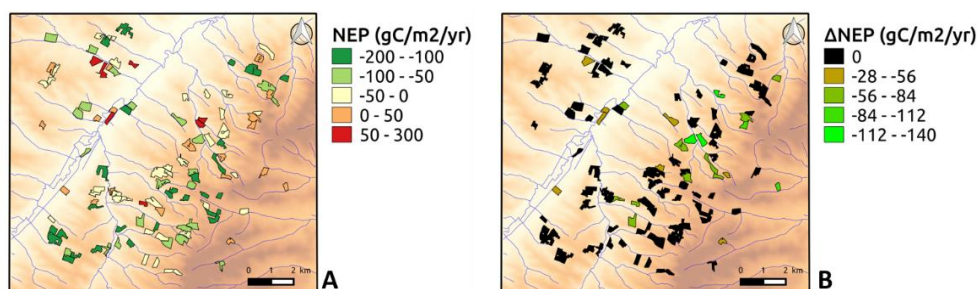 NEP (gC/m2/yr)
-200 - -100
-100 - -50
-50 - 0
0 - 50
50 - 300
0 1 2 km
A
ΔNEP (gC/m2/yr)
0
-28 - -56
-56 - -84
-84 - -112
-112 - -140
0 1 2 km
B